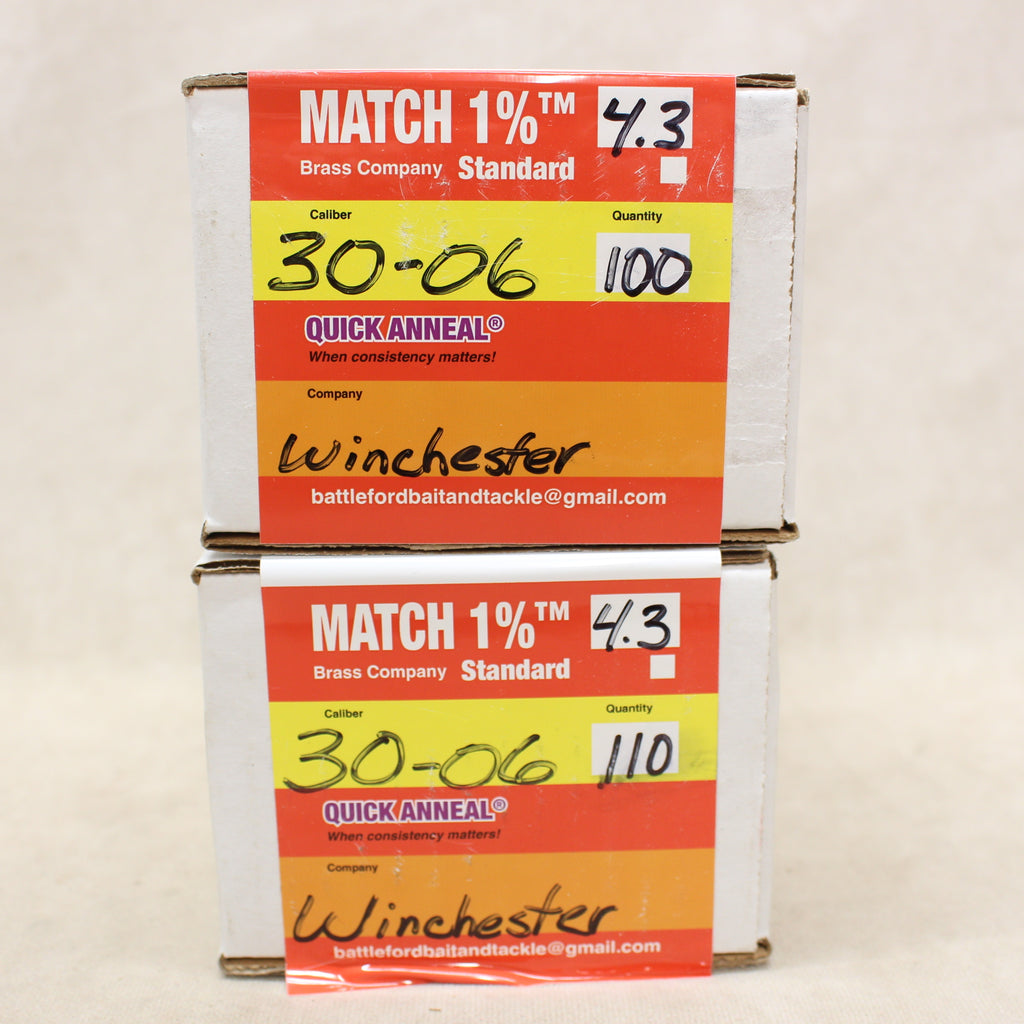 MATCH 1%™ 4.3
Brass Company Standard
Caliber Quantity
30-06 100
QUICK ANNEAL®
When consistency matters!
Company
Winchester
battlefordbaitandtackle@gmail.com
MATCH 1%™ 4.3
Brass Company Standard
Caliber Quantity
30-06 110
QUICK ANNEAL®
When consistency matters!
Company
Winchester
battlefordbaitandtackle@gmail.com